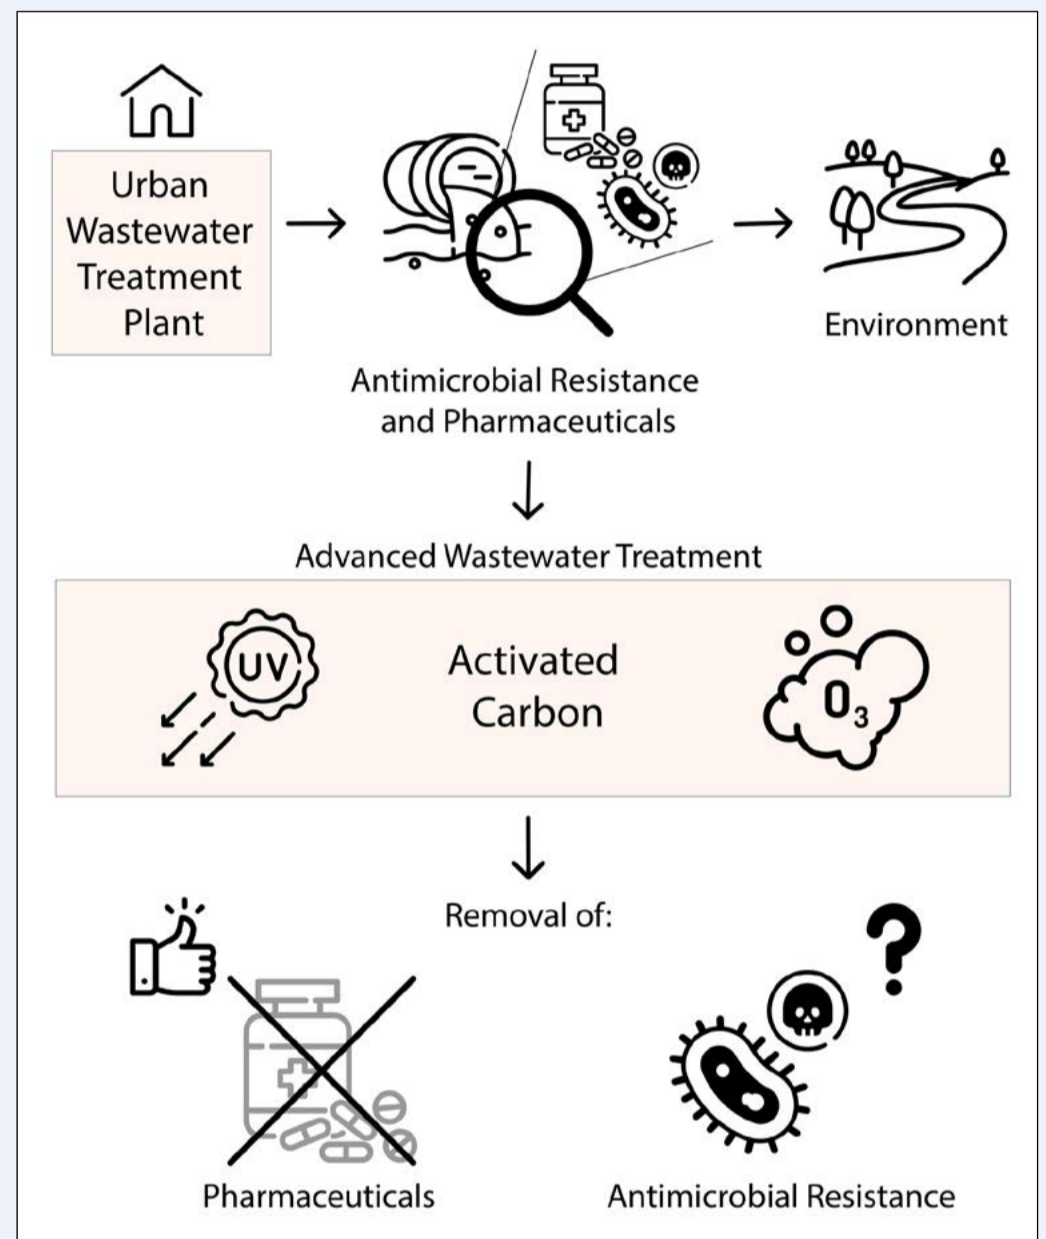 Urban
Wastewater
Treatment
Plant
Environment
Antimicrobial Resistance
and Pharmaceuticals
Advanced Wastewater Treatment
UV
Activated
Carbon
O3
Removal of:
?
Pharmaceuticals
Antimicrobial Resistance